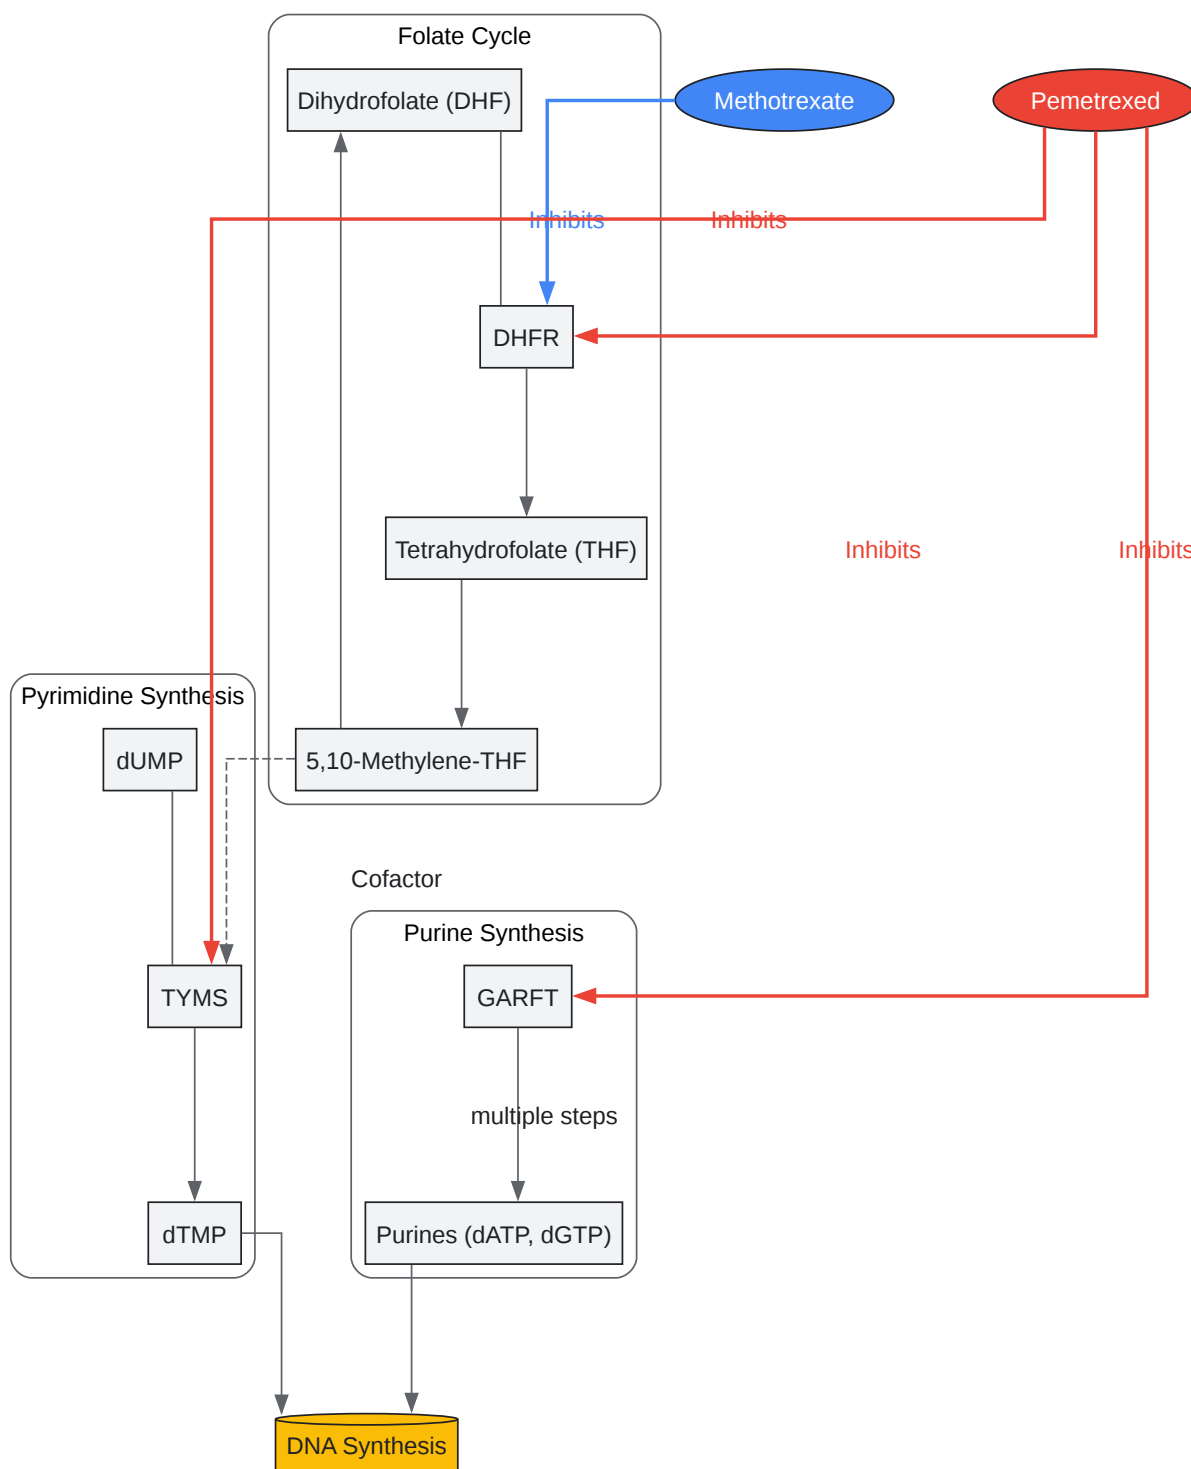 Folate Cycle
Dihydrofolate (DHF)
Methotrexate
Pemetrexed
Inhibits
Inhibits
DHFR
Tetrahydrofolate (THF)
Inhibits
Inhibits
Pyrimidine Synthesis
dUMP
5,10-Methylene-THF
Cofactor
Purine Synthesis
TYMS
GARFT
multiple steps
dTMP
Purines (dATP, dGTP)
DNA Synthesis